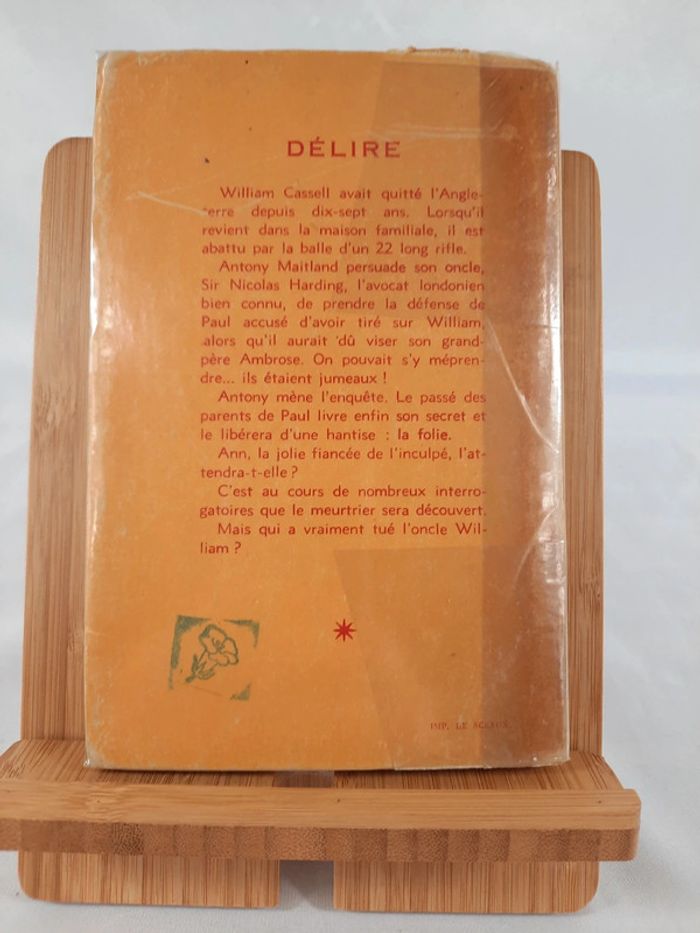 DÉLIRE
William Cassell avait quitté l'Angle-
terre depuis dix-sept ans. Lorsqu'il
revient dans la maison familiale, il est
abattu par la balle d'un 22 long rifle.
Antony Maitland persuade son oncle,
Sir Nicolas Harding, l'avocat londonien
bien connu, de prendre la défense de
Paul accusé d'avoir tiré sur William,
alors qu'il aurait dû viser son grand-
père Ambrose. On pouvait s'y mépren-
dre... ils étaient jumeaux !
Antony mène l'enquête. Le passé des
parents de Paul livre enfin son secret et
le libérera d'une hantise : la folie.
Ann, la jolie fiancée de l'inculpé, l'at-
tendra-t-elle ?
C'est au cours de nombreux interro-
gatoires que le meurtrier sera découvert.
Mais qui a vraiment tué l'oncle Wil-
liam ?
IMP. LE